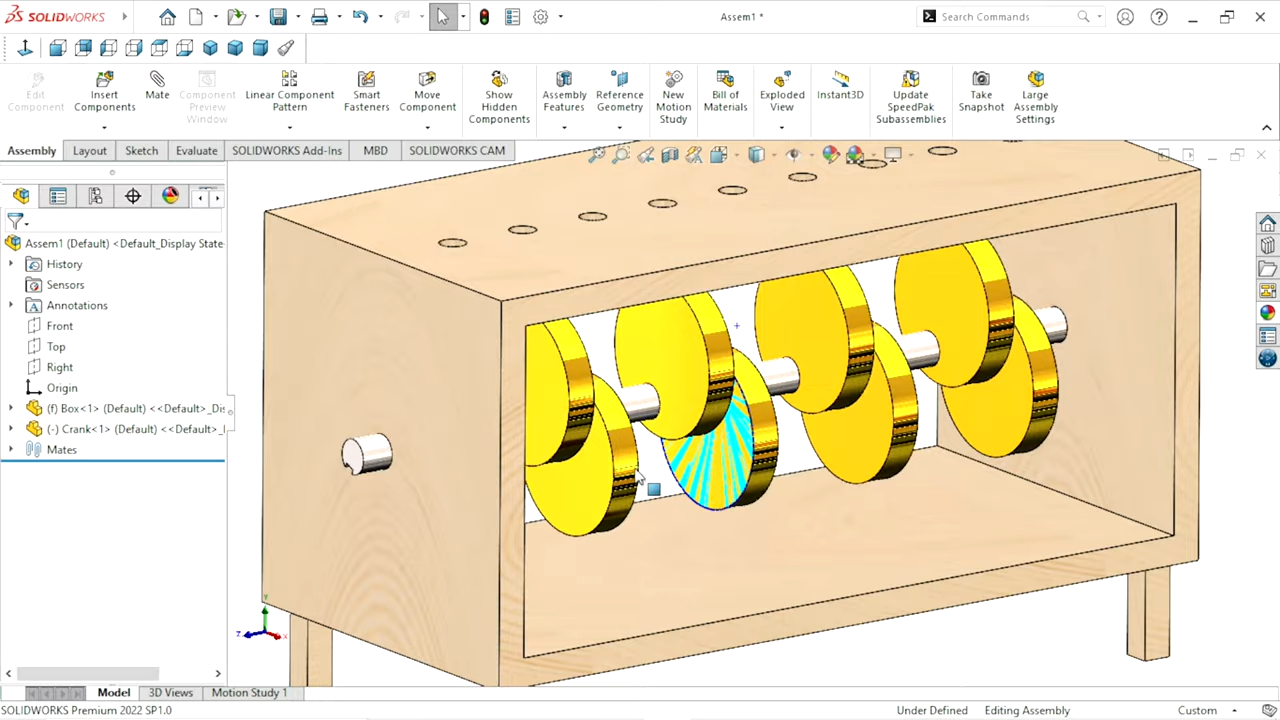 SOLIDWORKS
Assem1 *
Search Commands
Edit Component
Insert Components
Mate
Component Preview Window
Linear Component Pattern
Smart Fasteners
Move Component
Show Hidden Components
Assembly Features
Reference Geometry
New Motion Study
Bill of Materials
Exploded View
Instant3D
Update SpeedPak Subassemblies
Take Snapshot
Large Assembly Settings
Assembly
Layout
Sketch
Evaluate
SOLIDWORKS Add-Ins
MBD
SOLIDWORKS CAM
Assem1 (Default) <Default_Display State
History
Sensors
Annotations
Front
Top
Right
Origin
(f) Box<1> (Default) <<Default>_Dis
(-) Crank<1> (Default) <<Default>_
Mates
Y
Z
X
Model
3D Views
Motion Study 1
SOLIDWORKS Premium 2022 SP1.0
Under Defined
Editing Assembly
Custom